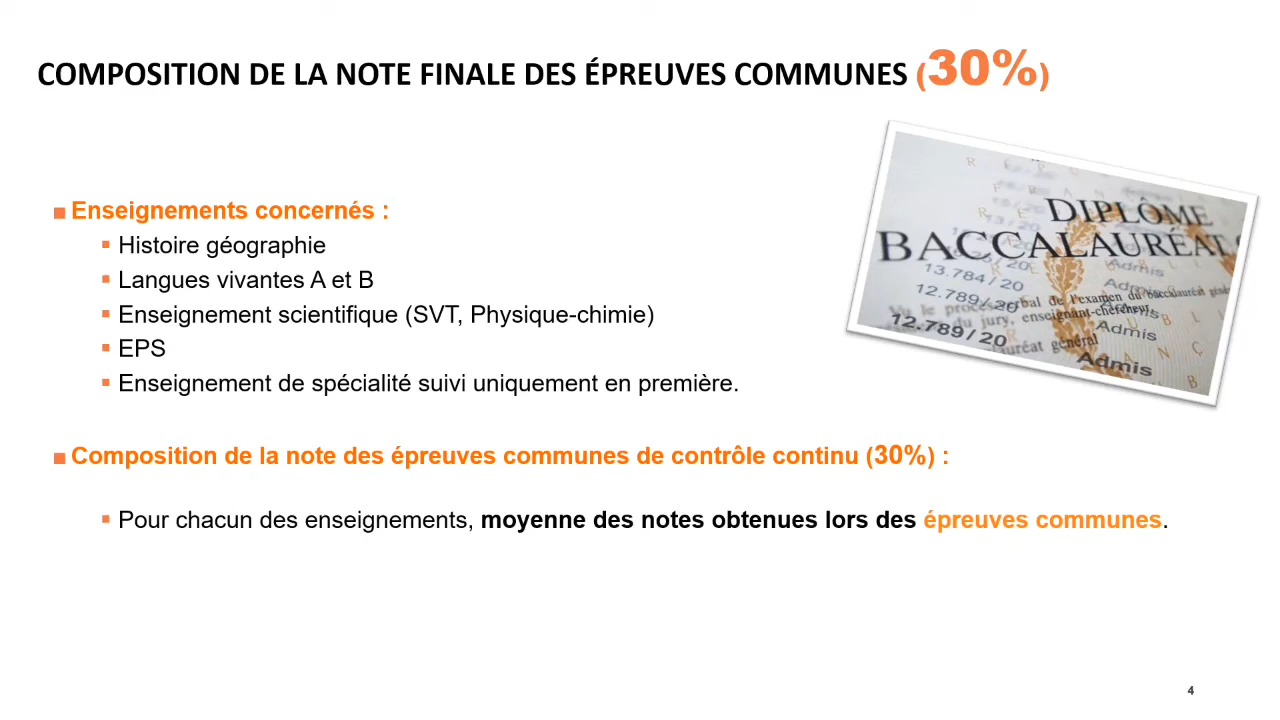 COMPOSITION DE LA NOTE FINALE DES ÉPREUVES COMMUNES (30%)
Enseignements concernés :
Histoire géographie
Langues vivantes A et B
Enseignement scientifique (SVT, Physique-chimie)
EPS
Enseignement de spécialité suivi uniquement en première.
DIPLÔME
BACCALAURÉAT
13.784/20
Admis
12.789/20
12.789/20
Admis
Admis
Composition de la note des épreuves communes de contrôle continu (30%) :
Pour chacun des enseignements, moyenne des notes obtenues lors des épreuves communes.
4